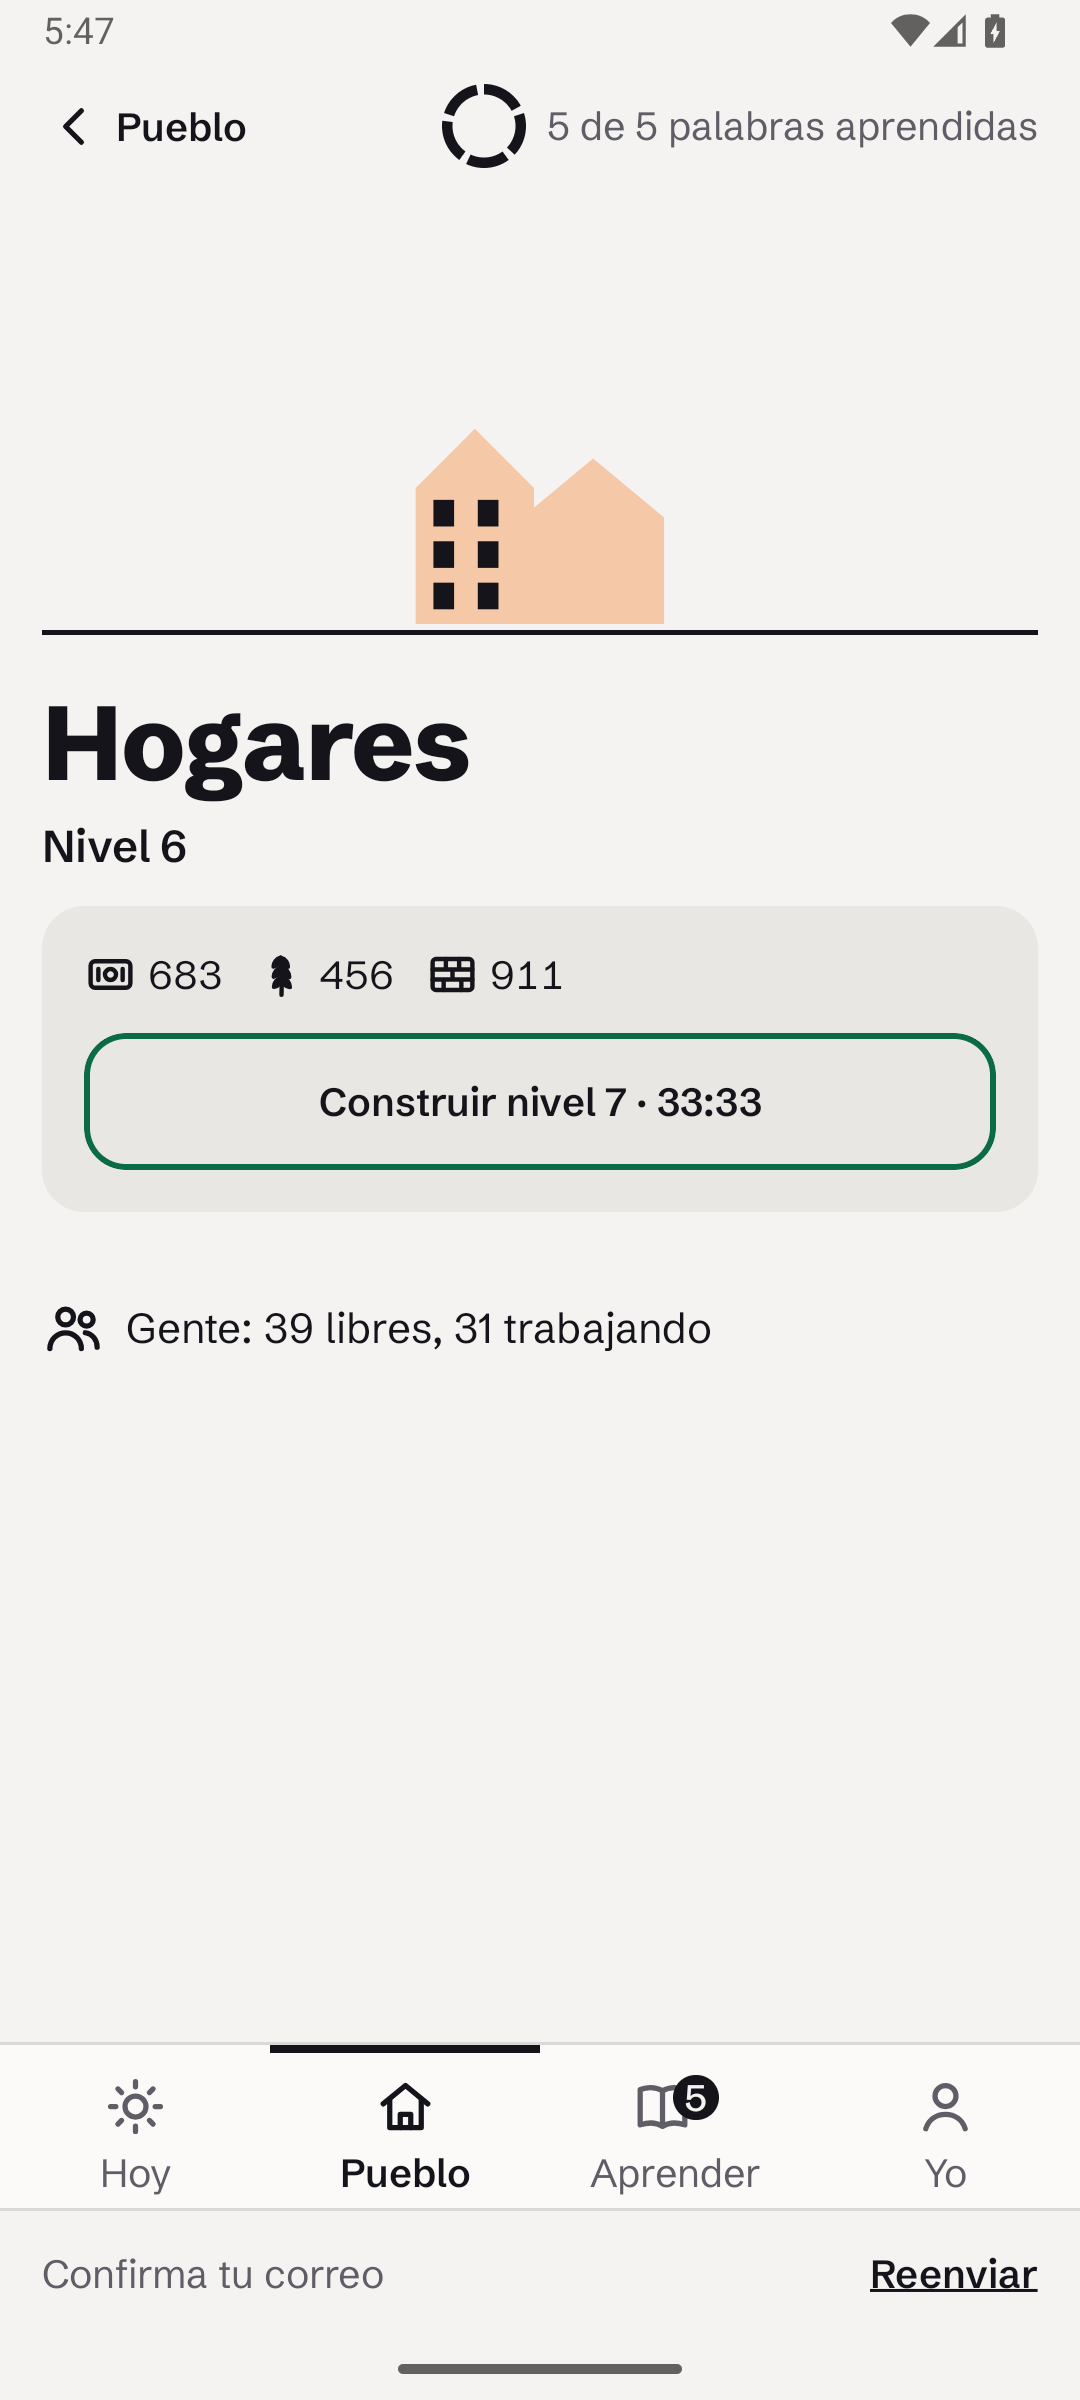 5:47
Pueblo
5 de 5 palabras aprendidas
Hogares
Nivel 6
683 456 911
Construir nivel 7 · 33:33
Gente: 39 libres, 31 trabajando
5
Hoy Pueblo Aprender Yo
Confirma tu correo Reenviar